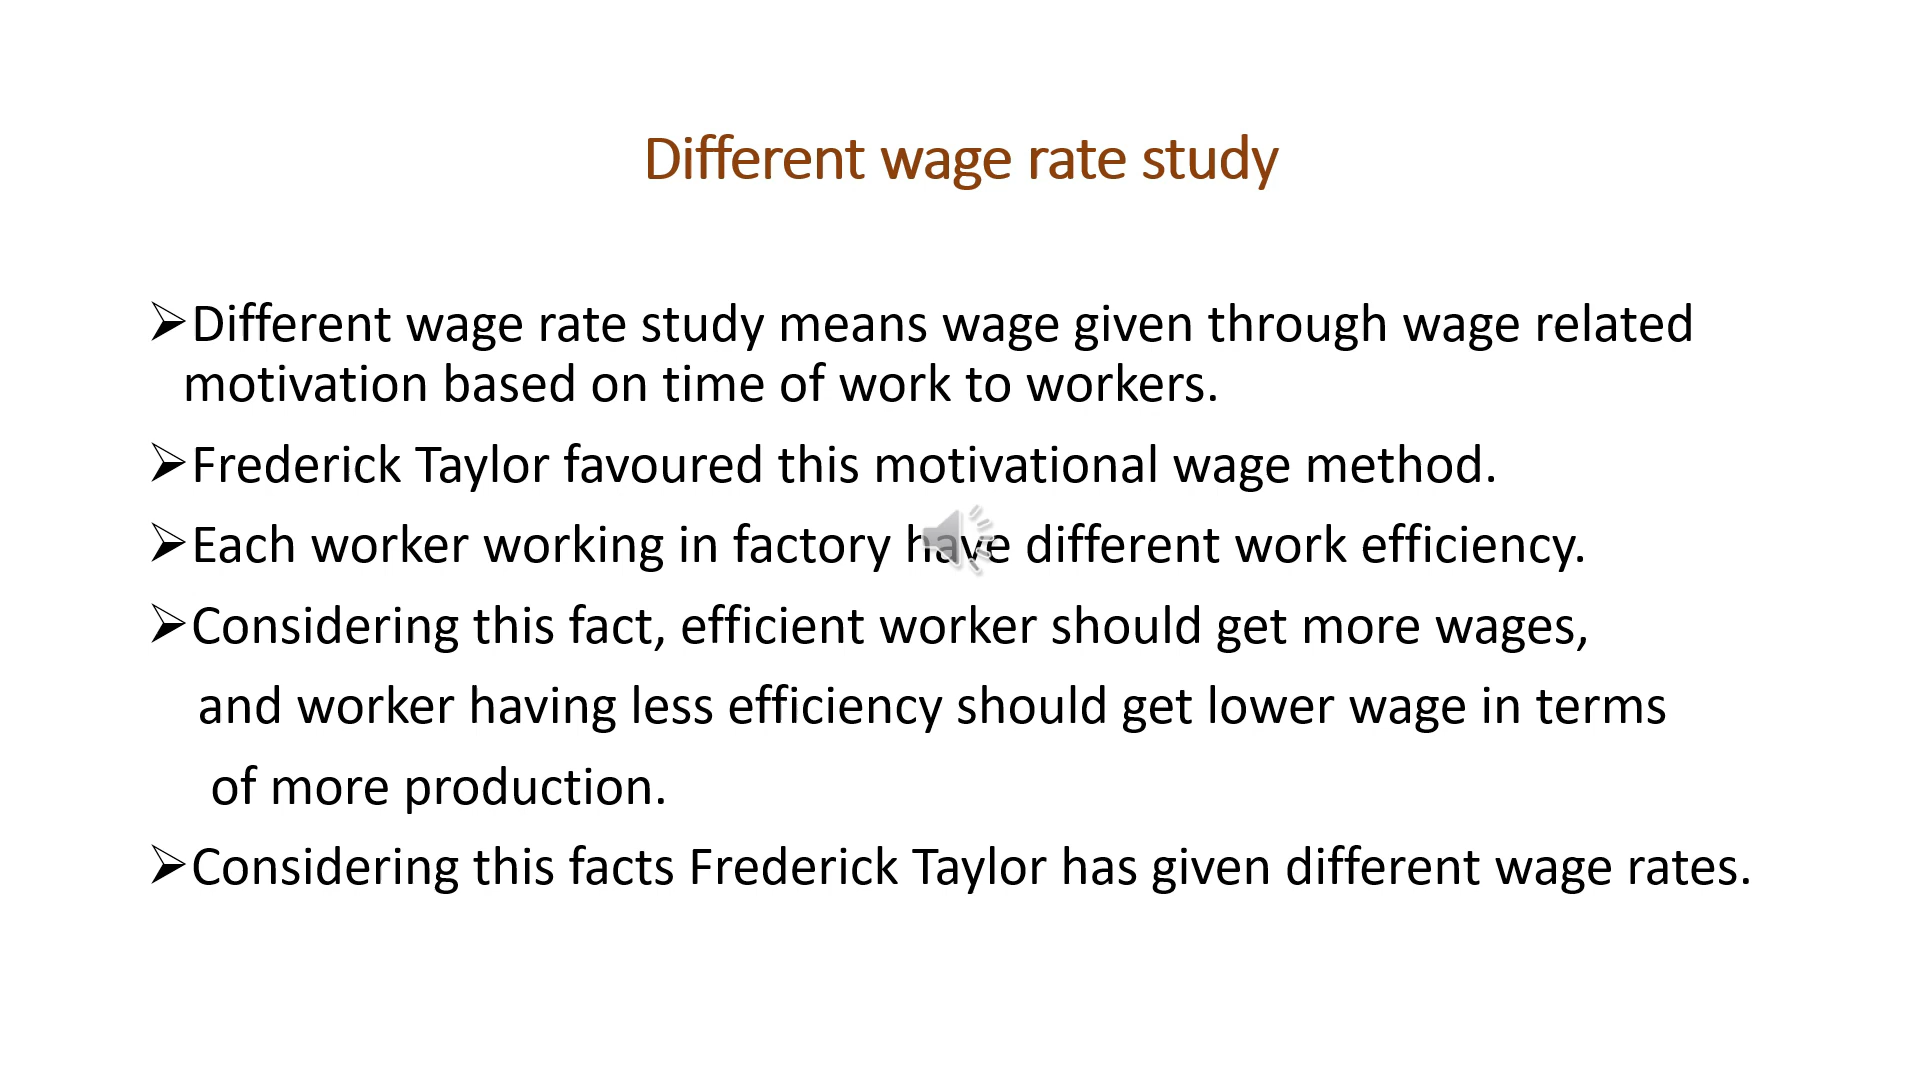 Different wage rate study
➢Different wage rate study means wage given through wage related
motivation based on time of work to workers.
➢Frederick Taylor favoured this motivational wage method.
➢Each worker working in factory have different work efficiency.
➢Considering this fact, efficient worker should get more wages,
and worker having less efficiency should get lower wage in terms
of more production.
➢Considering this facts Frederick Taylor has given different wage rates.